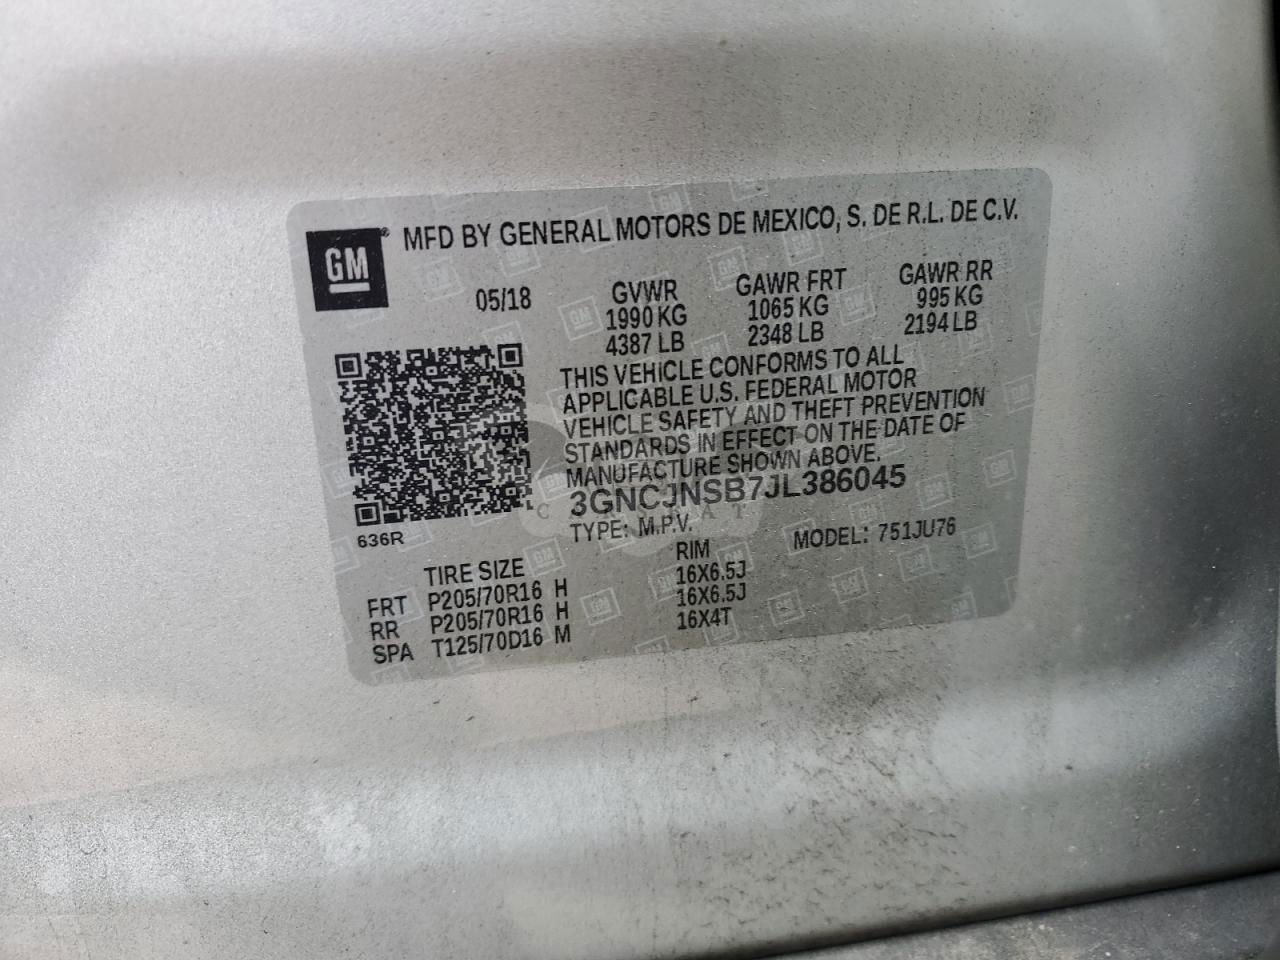 GM® MFD BY GENERAL MOTORS DE MEXICO, S. DE R.L. DE C.V.
05/18 GVWR GAWR FRT GAWR RR
1990 KG 1065 KG 995 KG
4387 LB 2348 LB 2194 LB
THIS VEHICLE CONFORMS TO ALL
APPLICABLE U.S. FEDERAL MOTOR
VEHICLE SAFETY AND THEFT PREVENTION
STANDARDS IN EFFECT ON THE DATE OF
MANUFACTURE SHOWN ABOVE.
3GNCJNSB7JL386045
636R
TYPE: M.P.V. MODEL: 751JU76
TIRE SIZE RIM
FRT P205/70R16 H 16X6.5J
RR P205/70R16 H 16X6.5J
SPA T125/70D16 M 16X4T